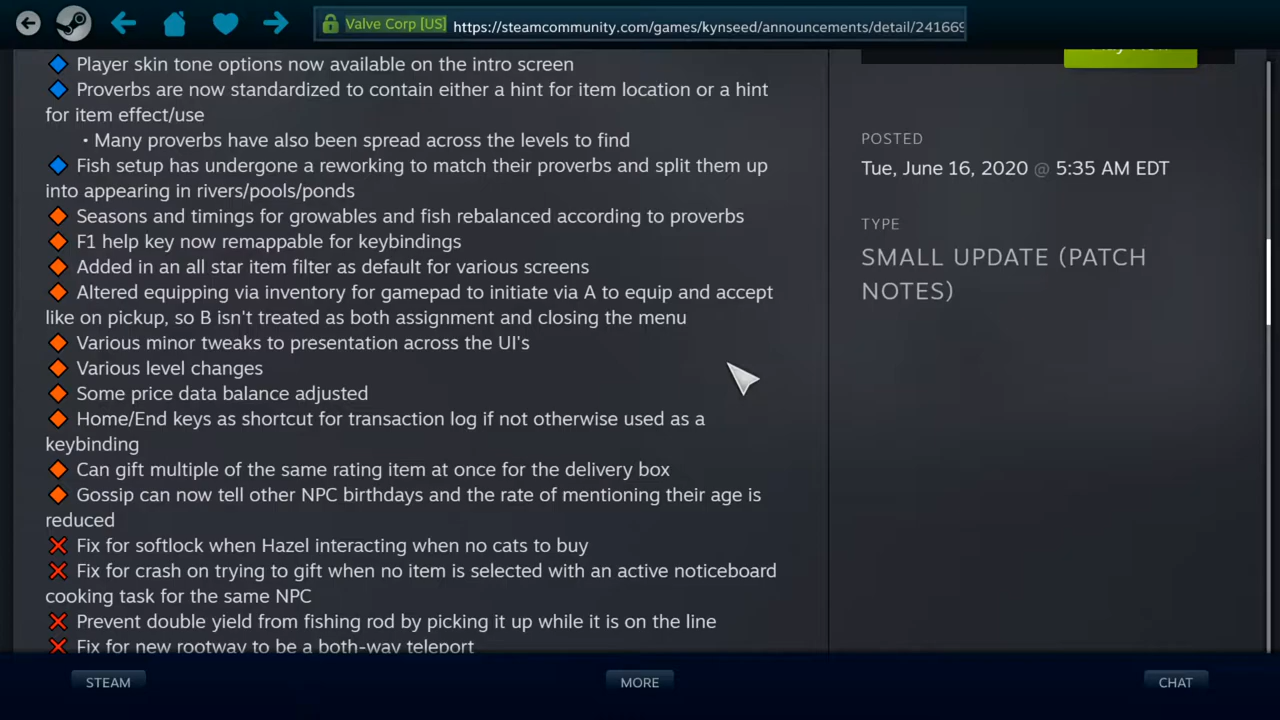 Valve Corp [US] https://steamcommunity.com/games/kynseed/announcements/detail/241669
Player skin tone options now available on the intro screen
Proverbs are now standardized to contain either a hint for item location or a hint
for item effect/use
• Many proverbs have also been spread across the levels to find
Fish setup has undergone a reworking to match their proverbs and split them up
into appearing in rivers/pools/ponds
Seasons and timings for growables and fish rebalanced according to proverbs
F1 help key now remappable for keybindings
Added in an all star item filter as default for various screens
Altered equipping via inventory for gamepad to initiate via A to equip and accept
like on pickup, so B isn't treated as both assignment and closing the menu
Various minor tweaks to presentation across the UI's
Various level changes
Some price data balance adjusted
Home/End keys as shortcut for transaction log if not otherwise used as a
keybinding
Can gift multiple of the same rating item at once for the delivery box
Gossip can now tell other NPC birthdays and the rate of mentioning their age is
reduced
Fix for softlock when Hazel interacting when no cats to buy
Fix for crash on trying to gift when no item is selected with an active noticeboard
cooking task for the same NPC
Prevent double yield from fishing rod by picking it up while it is on the line
Fix for new rootway to be a both-way teleport
POSTED
Tue, June 16, 2020 @ 5:35 AM EDT
TYPE
SMALL UPDATE (PATCH
NOTES)
STEAM
MORE
CHAT